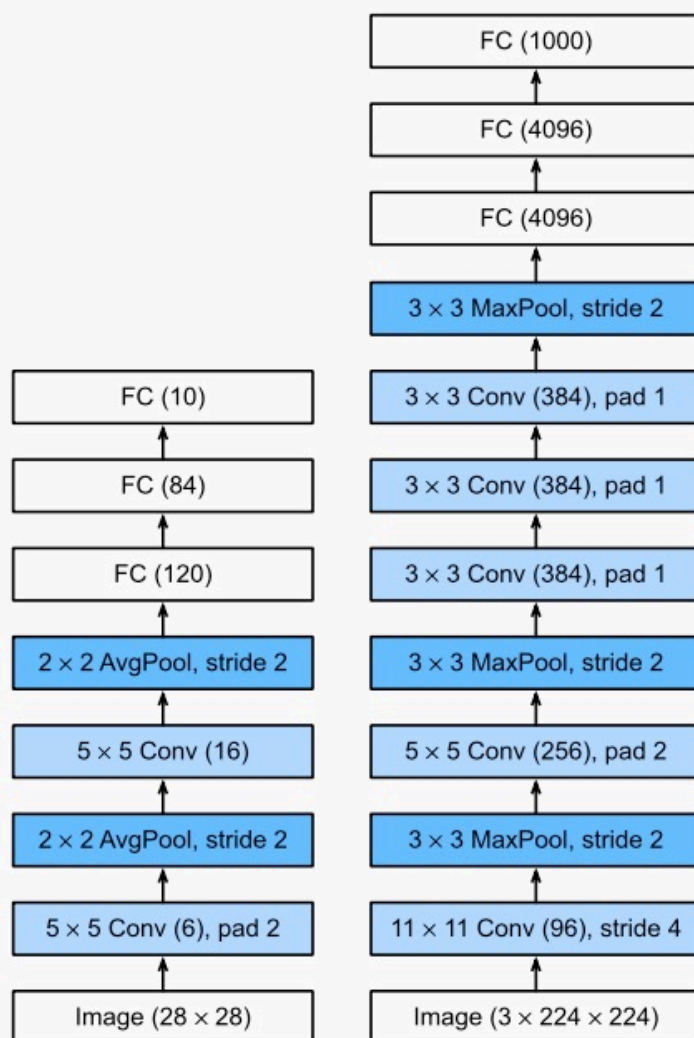 FC (1000)
FC (4096)
FC (4096)
3 × 3 MaxPool, stride 2
3 × 3 Conv (384), pad 1
3 × 3 Conv (384), pad 1
3 × 3 Conv (384), pad 1
3 × 3 MaxPool, stride 2
5 × 5 Conv (256), pad 2
3 × 3 MaxPool, stride 2
11 × 11 Conv (96), stride 4
Image (3 × 224 × 224)
FC (10)
FC (84)
FC (120)
2 × 2 AvgPool, stride 2
5 × 5 Conv (16)
2 × 2 AvgPool, stride 2
5 × 5 Conv (6), pad 2
Image (28 × 28)